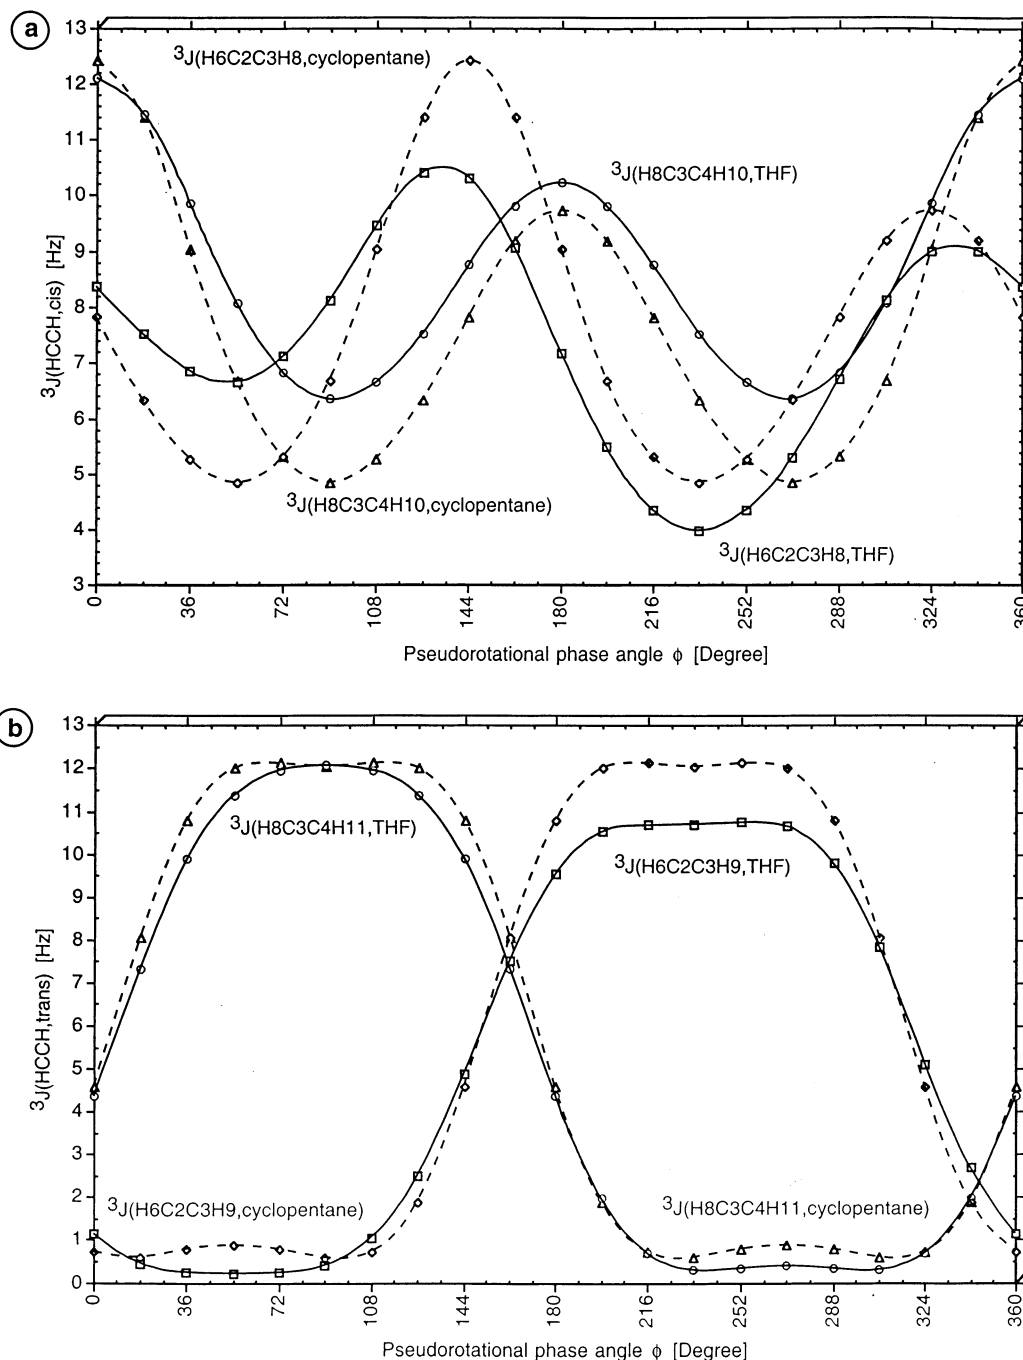 a
13
12
11
10
9
8
7
6
5
4
3
³J(HCCH,cis) [Hz]
³J(H6C2C3H8,cyclopentane)
³J(H8C3C4H10,THF)
³J(H8C3C4H10,cyclopentane)
³J(H6C2C3H8,THF)
0 36 72 108 144 180 216 252 288 324 360
Pseudorotational phase angle ϕ [Degree]
b
13
12
11
10
9
8
7
6
5
4
3
2
1
0
³J(HCCH,trans) [Hz]
³J(H8C3C4H11,THF)
³J(H6C2C3H9,THF)
³J(H6C2C3H9,cyclopentane)
³J(H8C3C4H11,cyclopentane)
0 36 72 108 144 180 216 252 288 324 360
Pseudorotational phase angle ϕ [Degree]